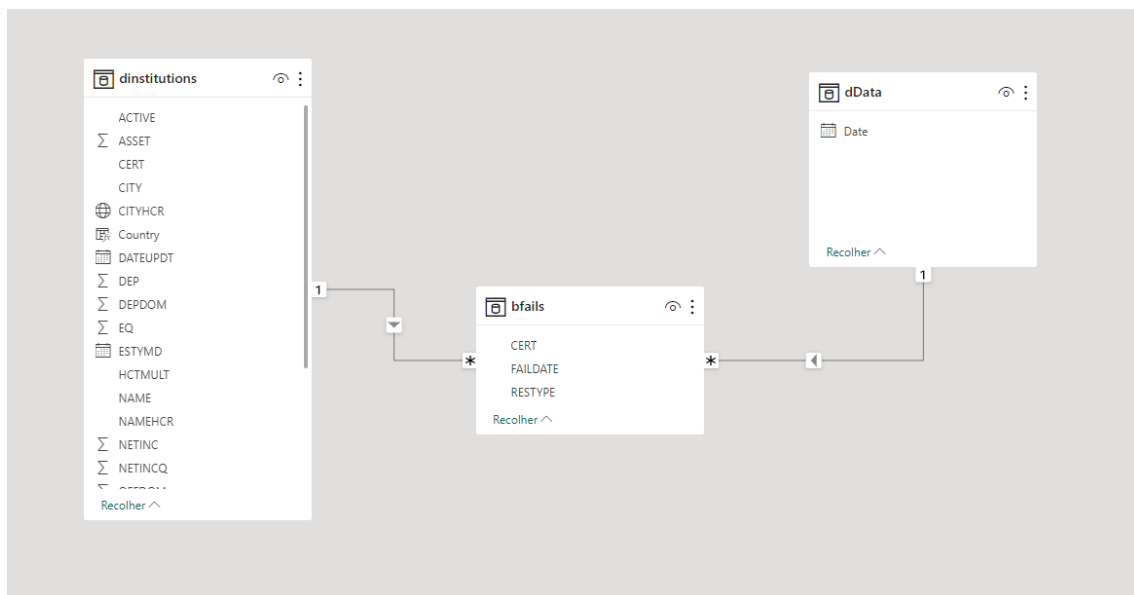 dinstitutions
ACTIVE
ASSET
CERT
CITY
CITYHCR
Country
DATEUPDT
DEP
DEPDOM
EQ
ESTYMD
HCTMULT
NAME
NAMEHCR
NETINC
NETINCQ
Recolher
1
*
bfails
CERT
FAILDATE
RESTYPE
Recolher
*
dData
Date
Recolher
1